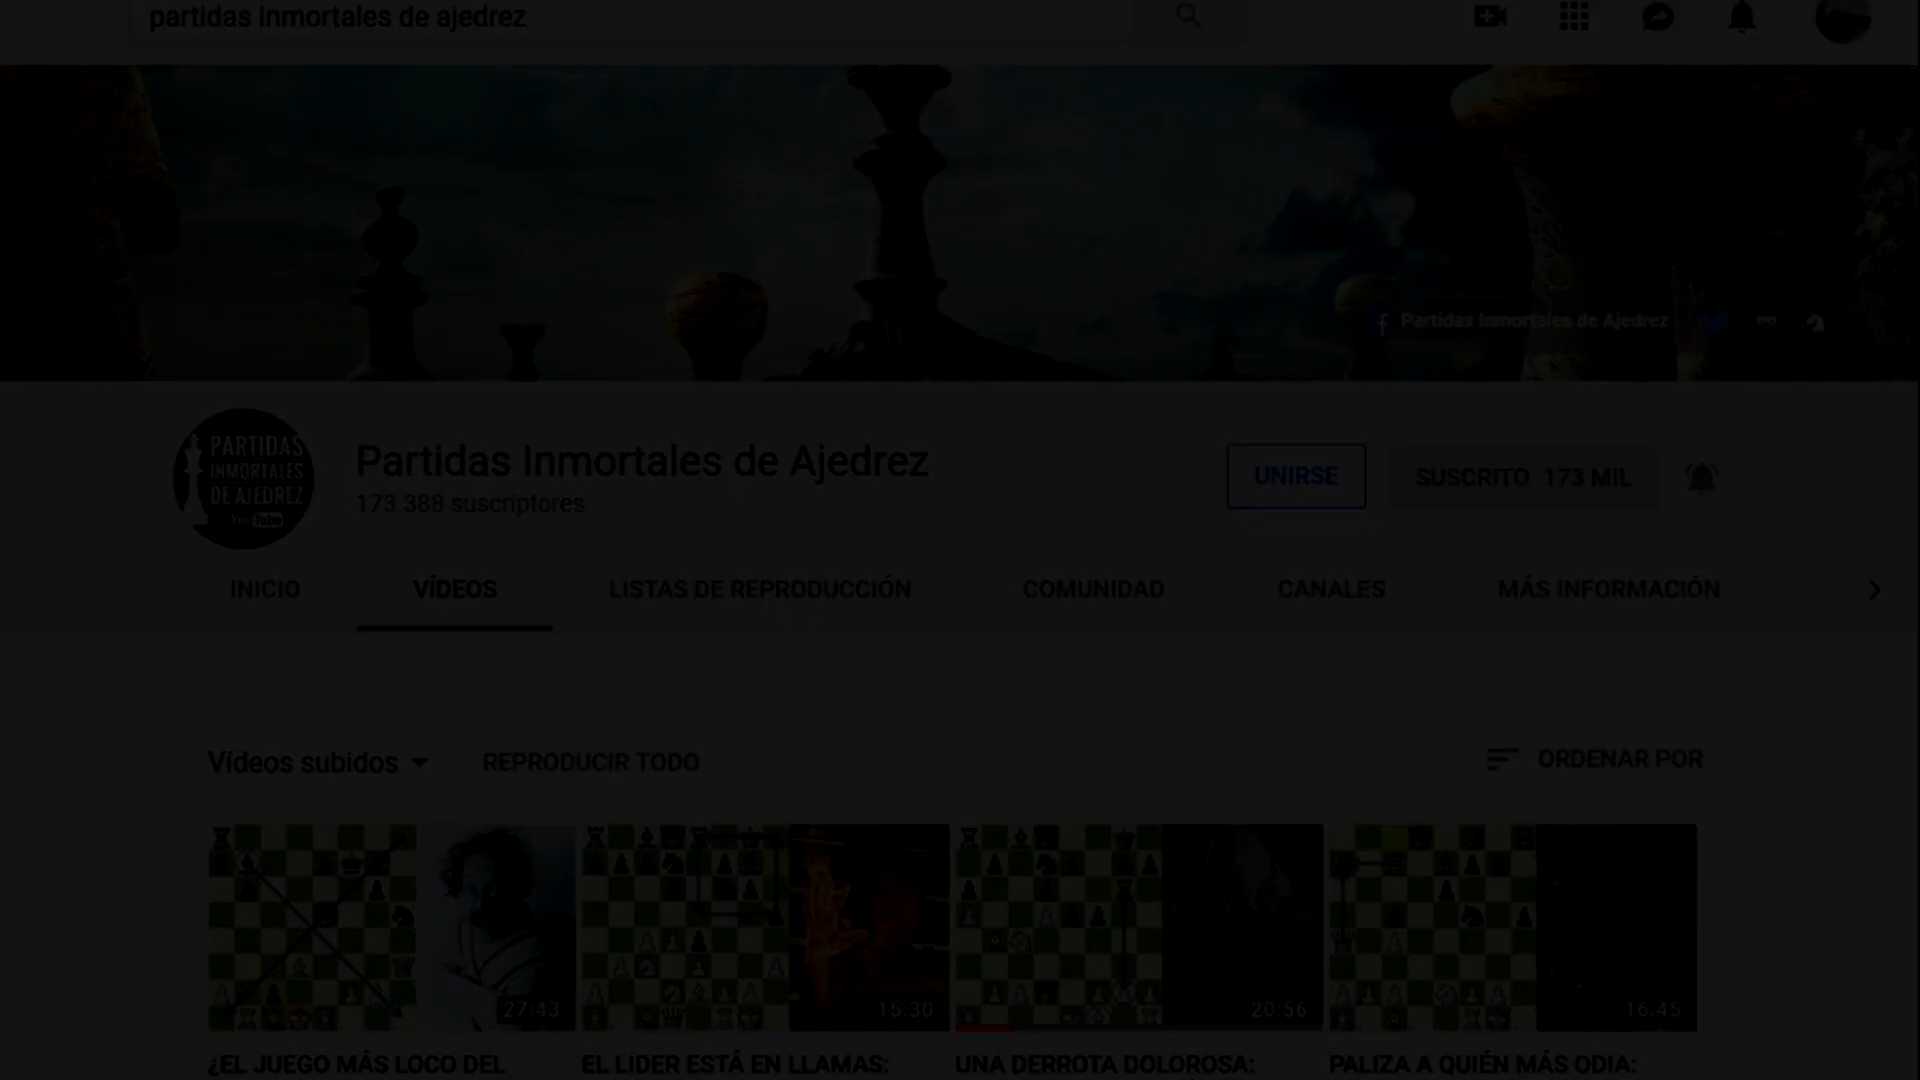 partidas inmortales de ajedrez
Partidas Inmortales de Ajedrez
PARTIDAS
INMORTALES
DE AJEDREZ
YouTube
Partidas Inmortales de Ajedrez
173.388 suscriptores
UNIRSE
SUSCRITO 173 MIL
INICIO
VÍDEOS
LISTAS DE REPRODUCCIÓN
COMUNIDAD
CANALES
MÁS INFORMACIÓN
Vídeos subidos
REPRODUCIR TODO
ORDENAR POR
27:43
15:30
20:56
16:45
¿EL JUEGO MÁS LOCO DEL
EL LIDER ESTÁ EN LLAMAS:
UNA DERROTA DOLOROSA:
PALIZA A QUIÉN MÁS ODIA: